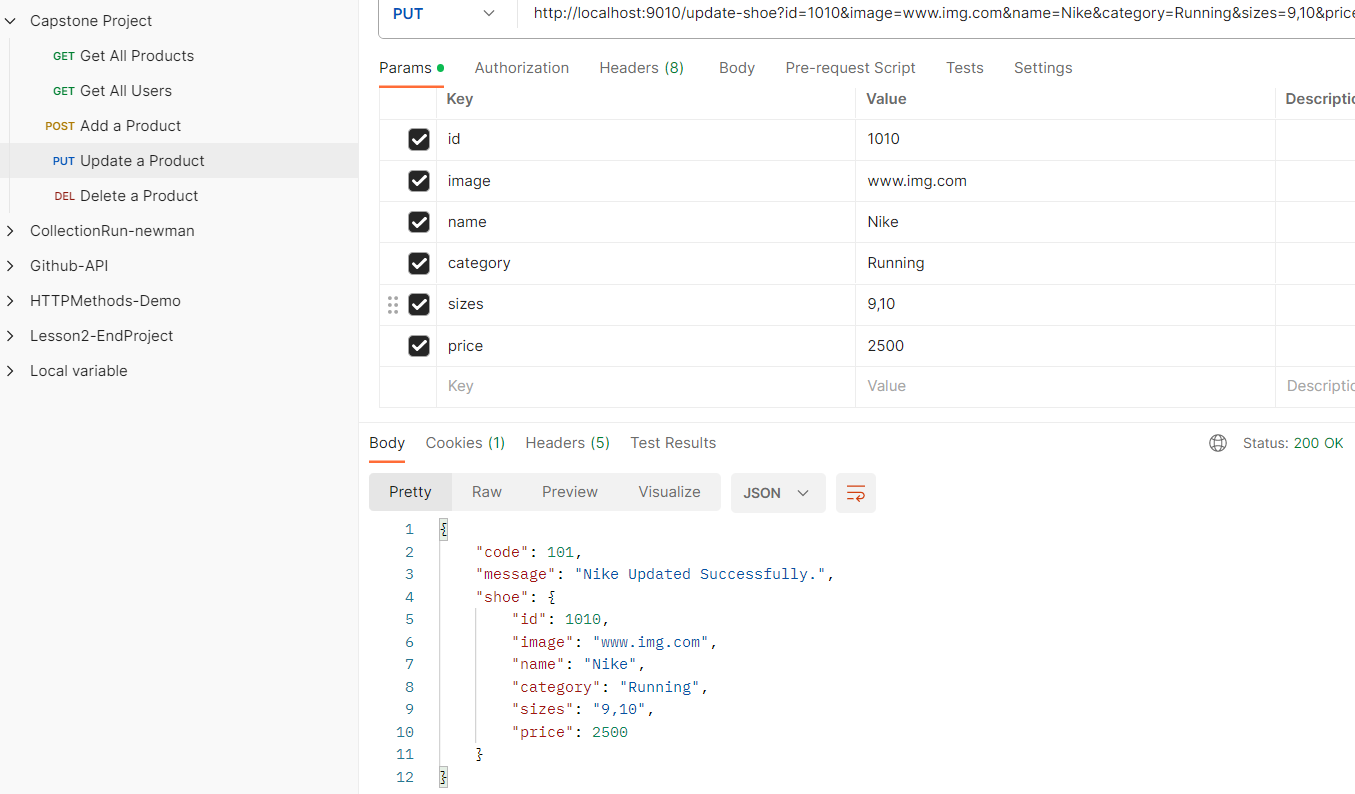 Capstone Project
GET Get All Products
GET Get All Users
POST Add a Product
PUT Update a Product
DEL Delete a Product
CollectionRun-newman
Github-API
HTTPMethods-Demo
Lesson2-EndProject
Local variable
PUT http://localhost:9010/update-shoe?id=1010&image=www.img.com&name=Nike&category=Running&sizes=9,10&price
Params Authorization Headers (8) Body Pre-request Script Tests Settings
Key Value Descriptio
id 1010
image www.img.com
name Nike
category Running
sizes 9,10
price 2500
Key Value Descriptio
Body Cookies (1) Headers (5) Test Results Status: 200 OK
Pretty Raw Preview Visualize JSON
1 {
2 "code": 101,
3 "message": "Nike Updated Successfully.",
4 "shoe": {
5 "id": 1010,
6 "image": "www.img.com",
7 "name": "Nike",
8 "category": "Running",
9 "sizes": "9,10",
10 "price": 2500
11 }
12 }